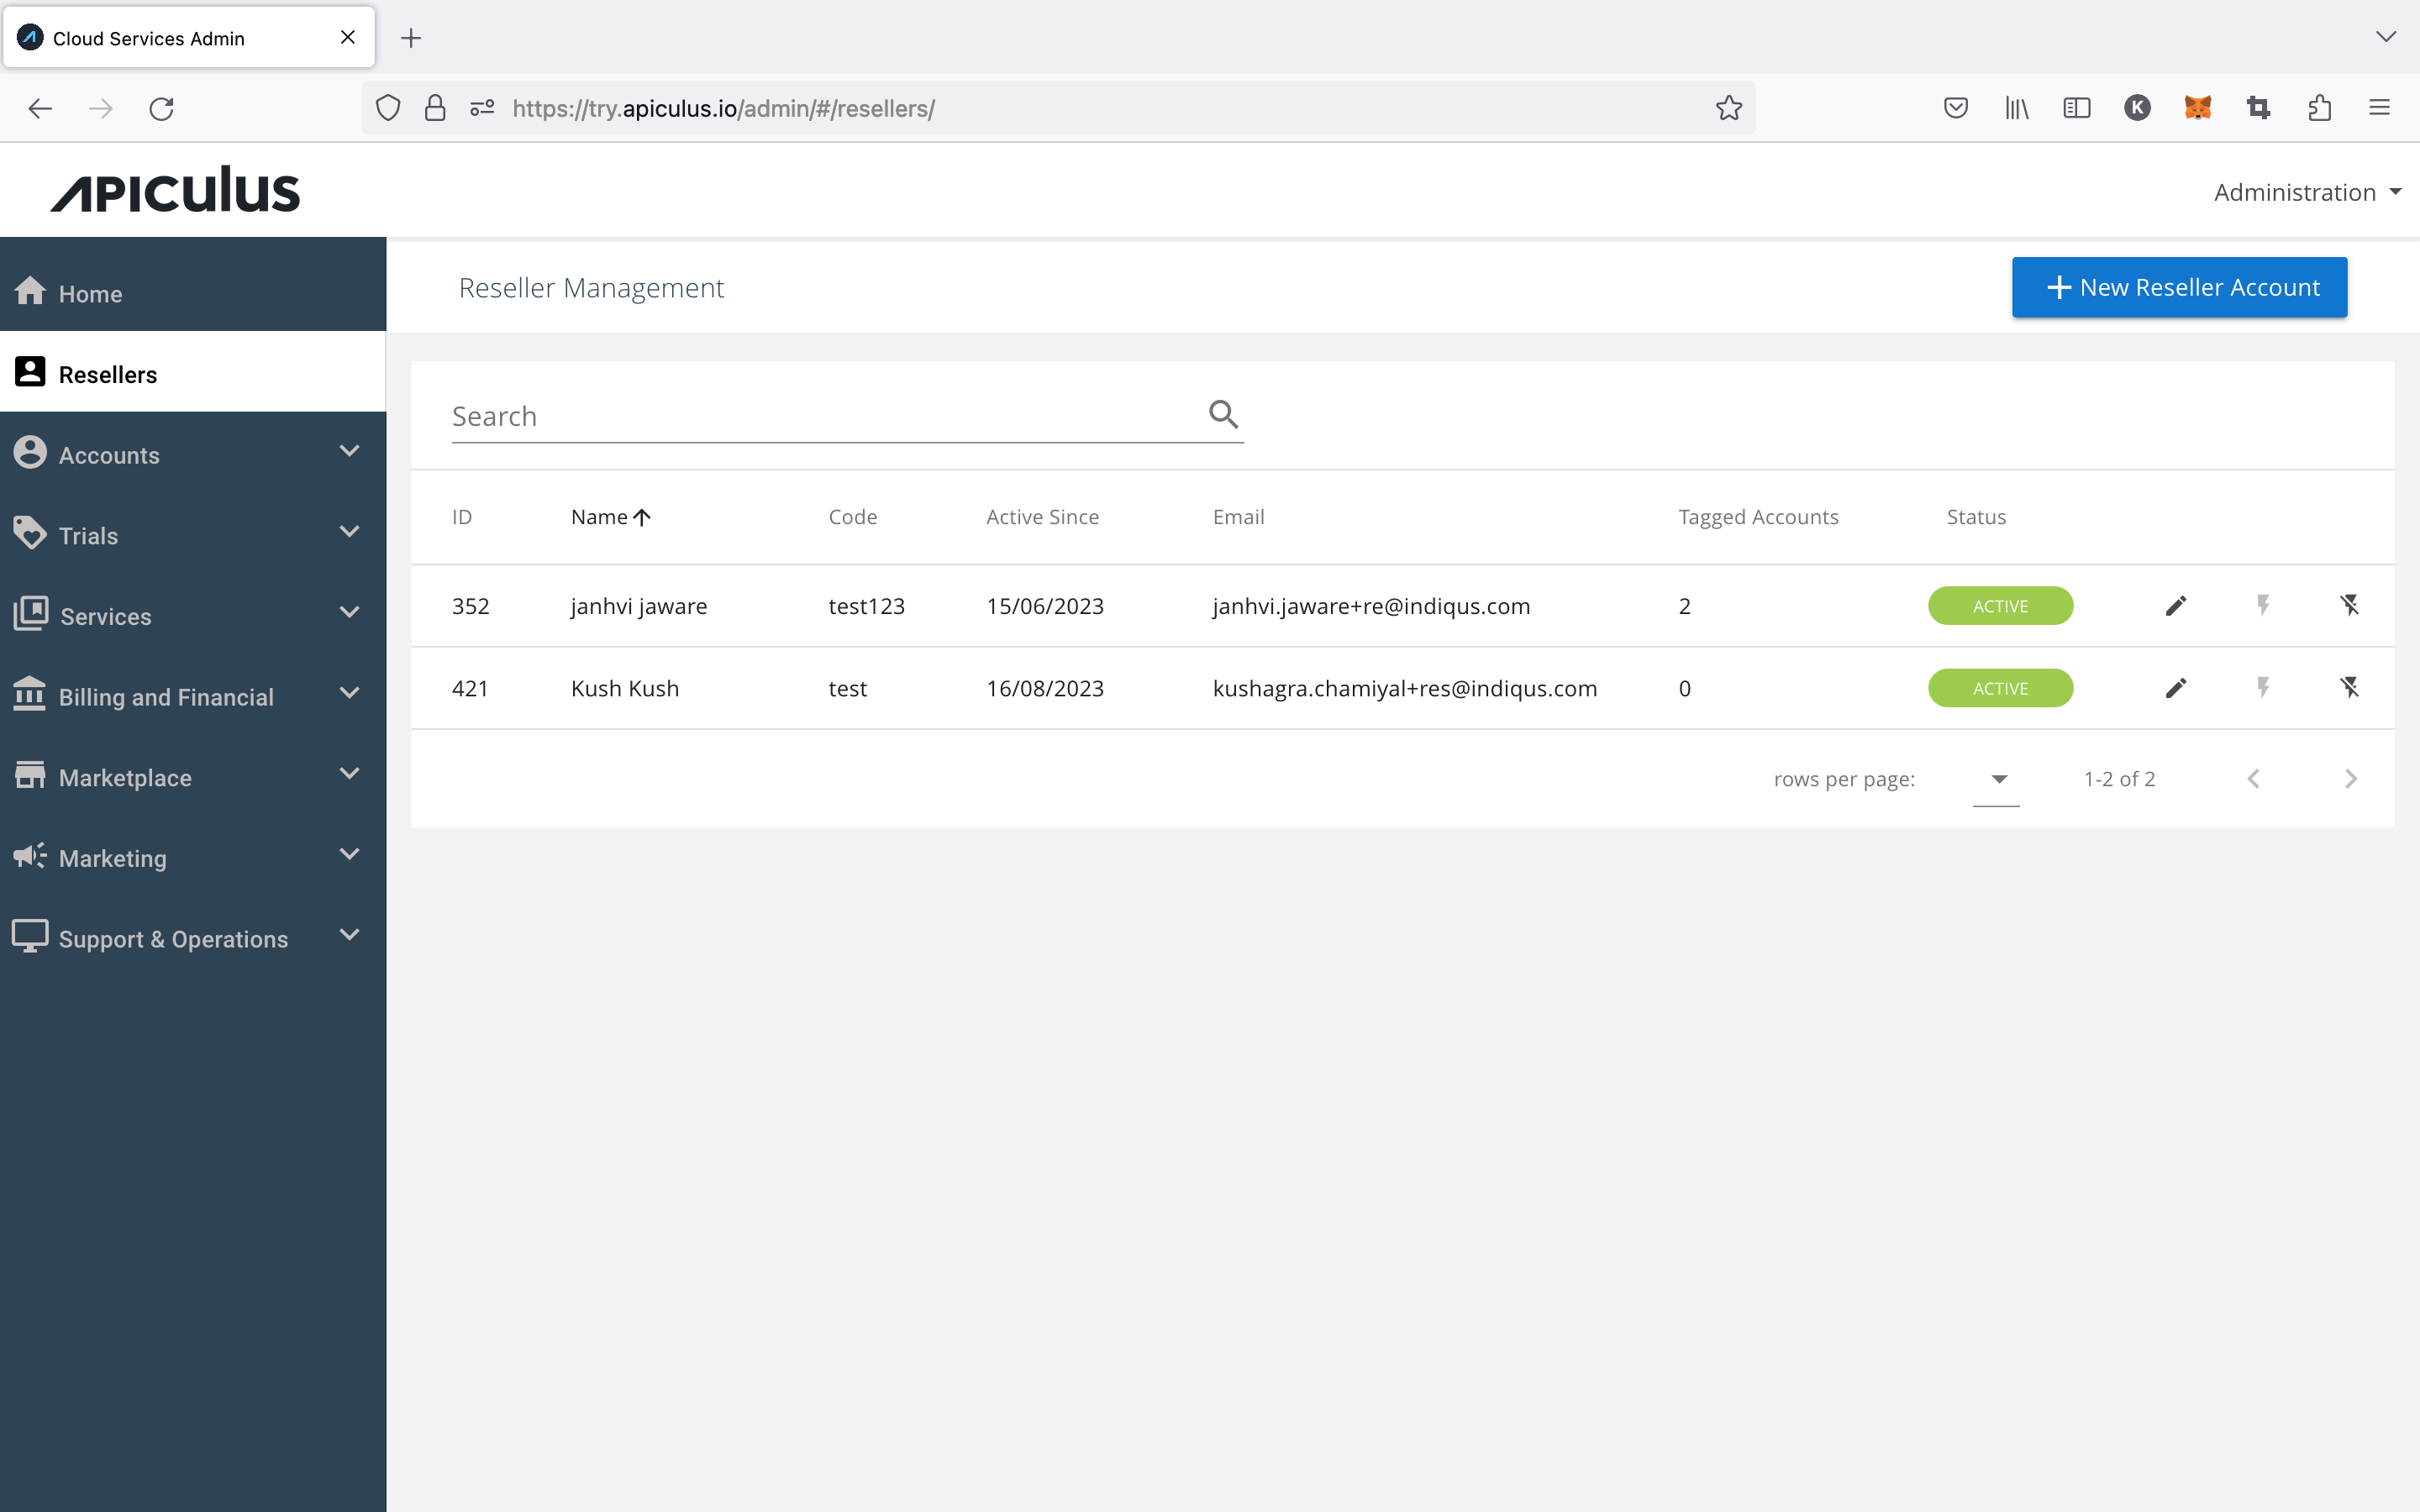 Cloud Services Admin
https://try.apiculus.io/admin/#/resellers/
K
APICULUS
Administration
Home
Resellers
Accounts
Trials
Services
Billing and Financial
Marketplace
Marketing
Support & Operations
Reseller Management
New Reseller Account
Search
ID Name Code Active Since Email Tagged Accounts Status
352 janhvi jaware test123 15/06/2023 janhvi.jaware+re@indiqus.com 2 ACTIVE
421 Kush Kush test 16/08/2023 kushagra.chamiyal+res@indiqus.com 0 ACTIVE
rows per page: 1-2 of 2